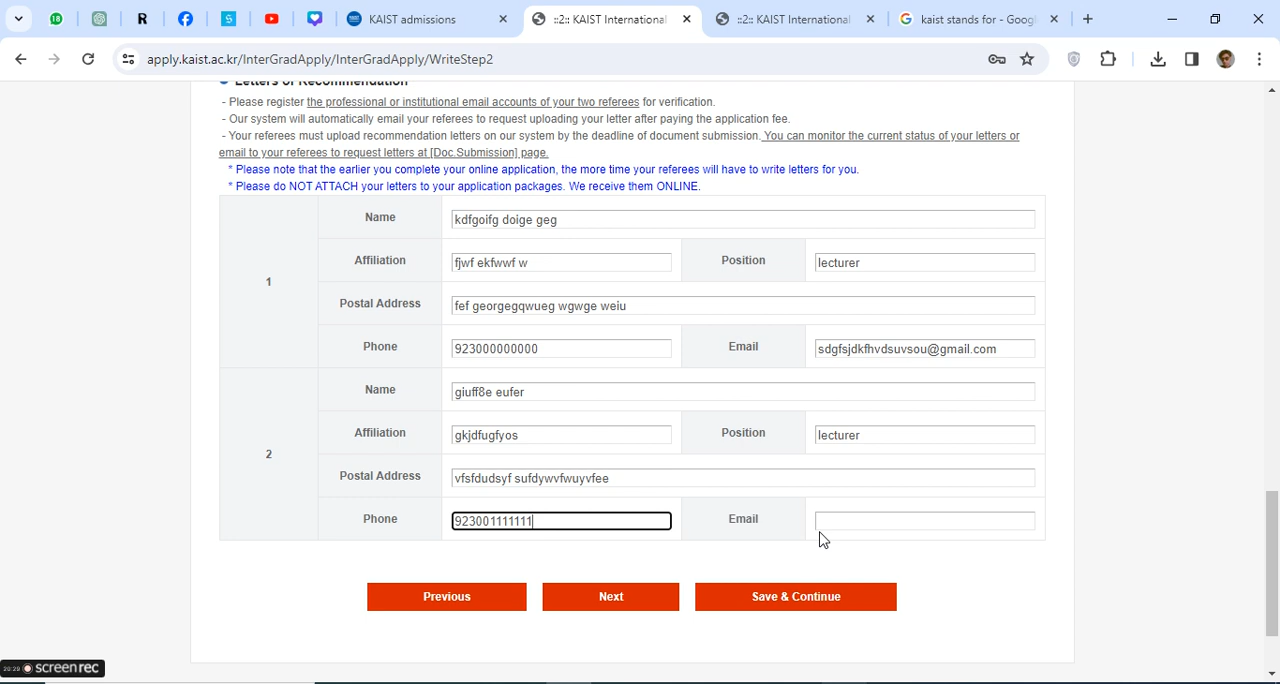 KAIST admissions
::2:: KAIST International
::2:: KAIST International
kaist stands for - Goog
apply.kaist.ac.kr/InterGradApply/InterGradApply/WriteStep2
Letters of Recommendation
- Please register the professional or institutional email accounts of your two referees for verification.
- Our system will automatically email your referees to request uploading your letter after paying the application fee.
- Your referees must upload recommendation letters on our system by the deadline of document submission. You can monitor the current status of your letters or
email to your referees to request letters at [Doc.Submission] page.
* Please note that the earlier you complete your online application, the more time your referees will have to write letters for you.
* Please do NOT ATTACH your letters to your application packages. We receive them ONLINE.
1
Name kdfgoifg doige geg
Affiliation fjwf ekfwwf w Position lecturer
Postal Address fef georgegqwueg wgwge weiu
Phone 923000000000 Email sdgfsjdkfhvdsuvsou@gmail.com
2
Name giuff8e eufer
Affiliation gkjdfugfyos Position lecturer
Postal Address vfsfdudsyf sufdywvfwuyvfee
Phone 923001111111 Email
Previous Next Save & Continue
20:28 screenrec